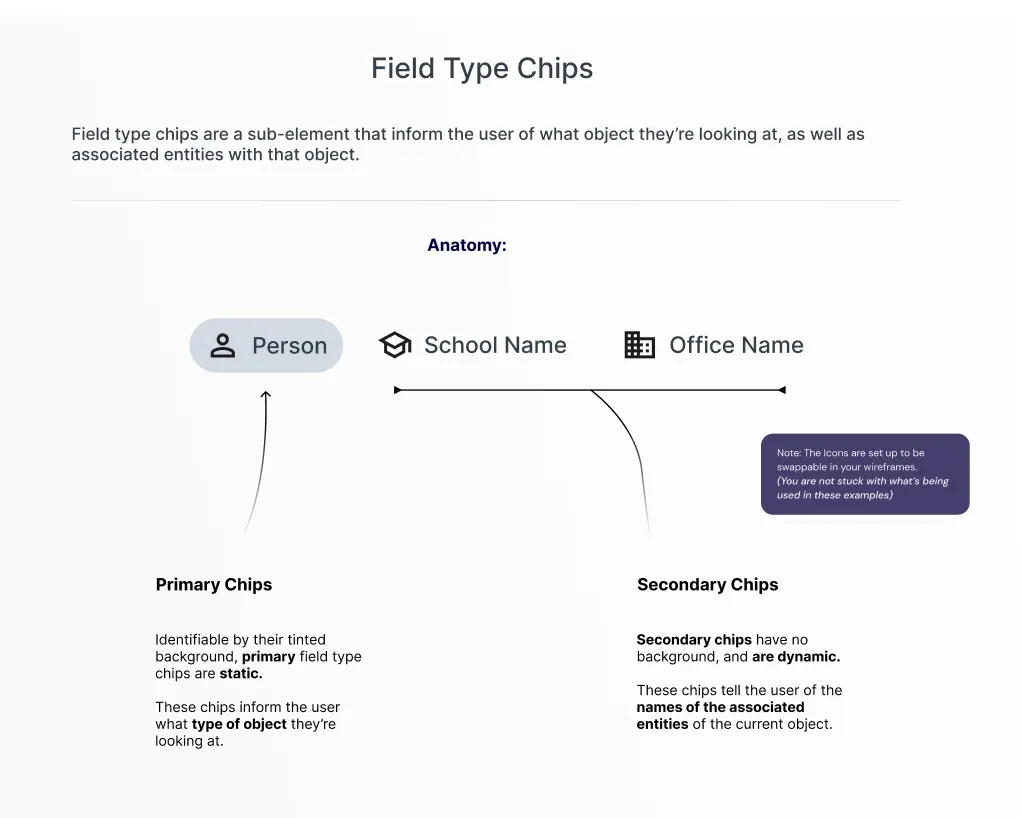 Field Type Chips
Field type chips are a sub-element that inform the user of what object they’re looking at, as well as
associated entities with that object.
Anatomy:
Person
School Name
Office Name
Note: The Icons are set up to be
swappable in your wireframes.
(You are not stuck with what’s being
used in these examples)
Primary Chips
Identifiable by their tinted
background, primary field type
chips are static.
These chips inform the user
what type of object they’re
looking at.
Secondary Chips
Secondary chips have no
background, and are dynamic.
These chips tell the user of the
names of the associated
entities of the current object.